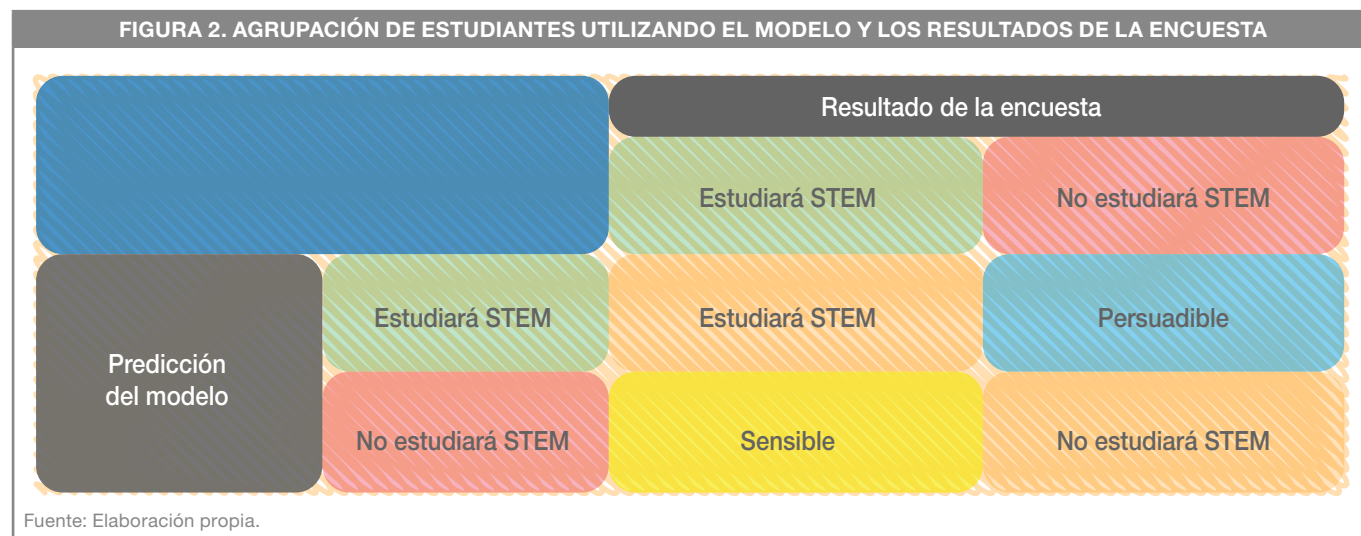 FIGURA 2. AGRUPACIÓN DE ESTUDIANTES UTILIZANDO EL MODELO Y LOS RESULTADOS DE LA ENCUESTA
Resultado de la encuesta
Estudiará STEM
No estudiará STEM
Predicción
del modelo
Estudiará STEM
Estudiará STEM
Persuadible
No estudiará STEM
Sensible
No estudiará STEM
Fuente: Elaboración propia.